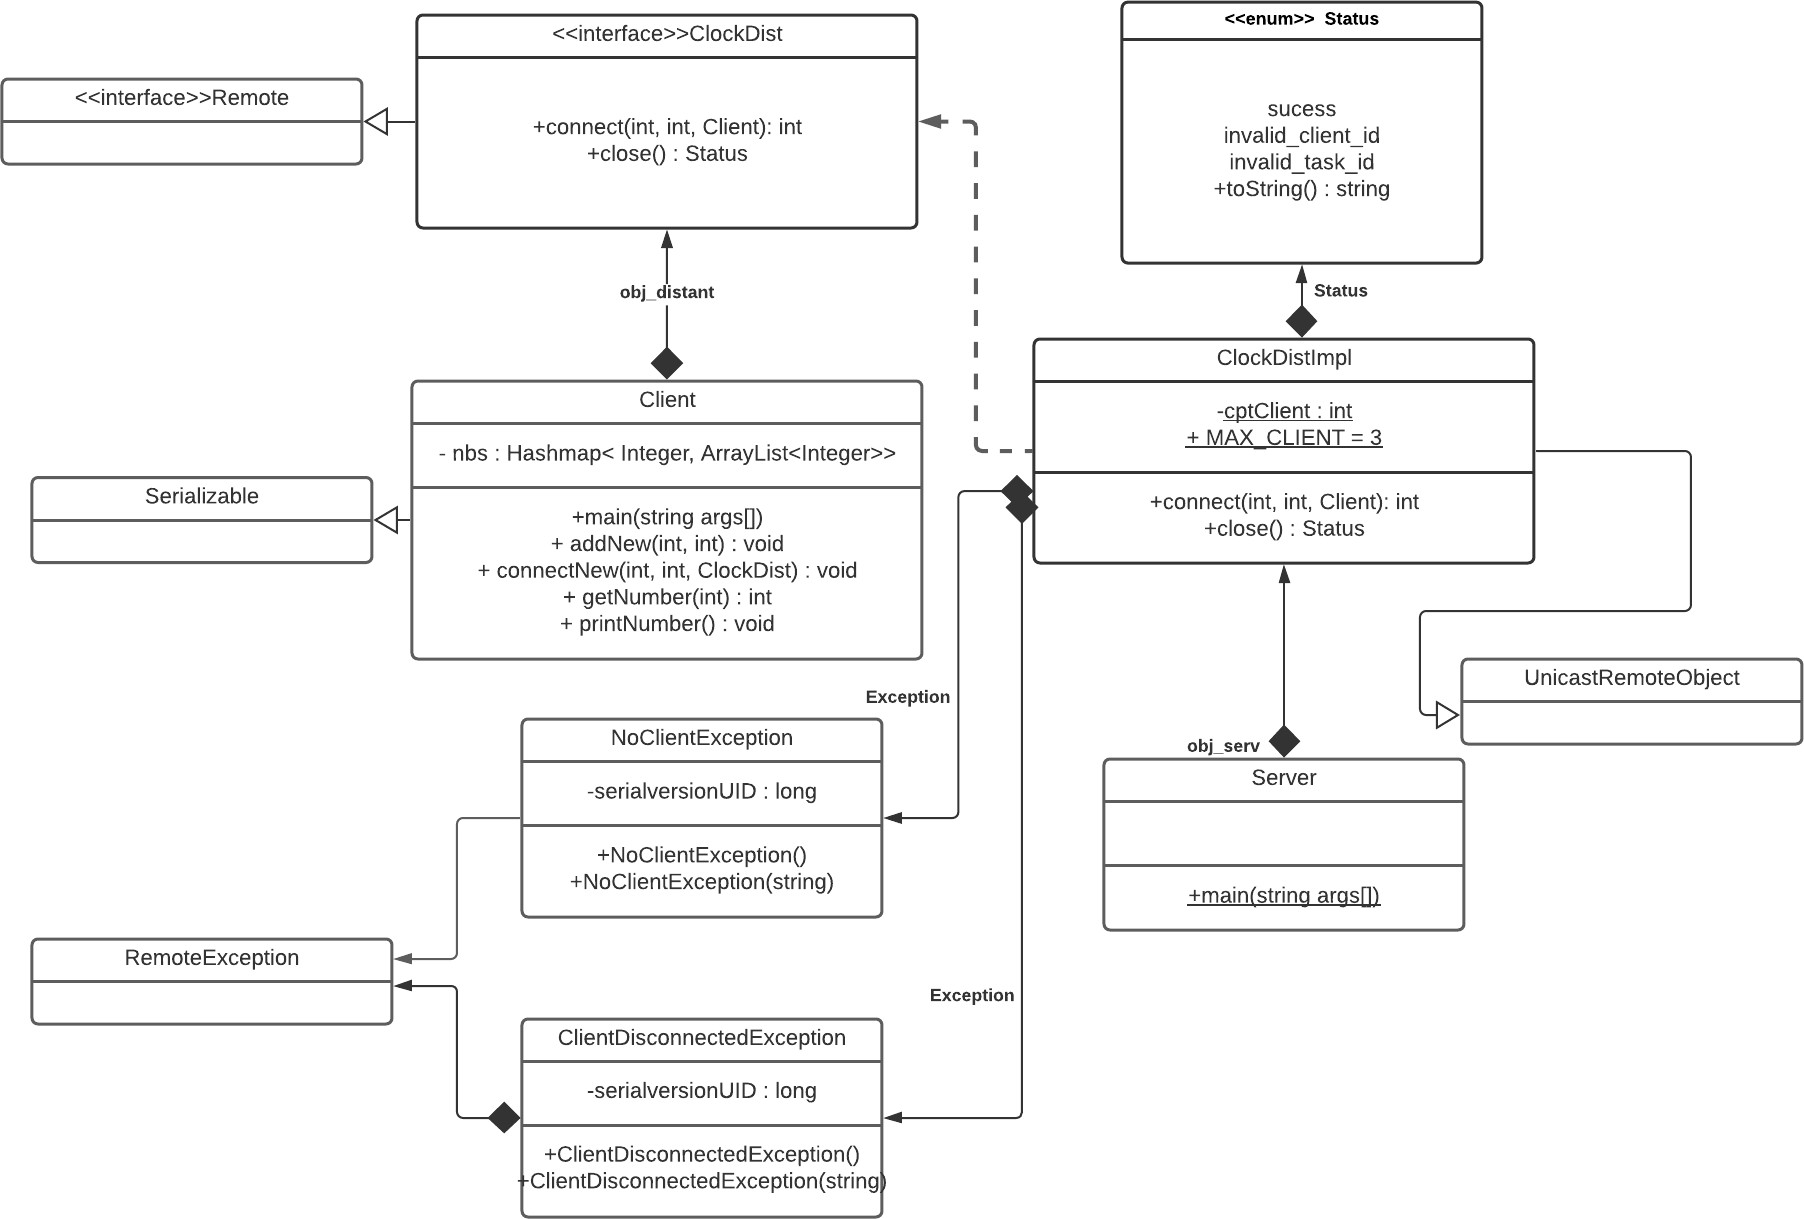 <<interface>>ClockDist
+connect(int, int, Client): int
+close() : Status
<<enum>>  Status
sucess
invalid_client_id
invalid_task_id
+toString() : string
<<interface>>Remote
obj_distant
Status
Client
- nbs : Hashmap< Integer, ArrayList<Integer>>
+main(string args[])
+ addNew(int, int) : void
+ connectNew(int, int, ClockDist) : void
+ getNumber(int) : int
+ printNumber() : void
ClockDistImpl
-cptClient : int
+ MAX_CLIENT = 3
+connect(int, int, Client): int
+close() : Status
Serializable
Exception
UnicastRemoteObject
NoClientException
-serialversionUID : long
+NoClientException()
+NoClientException(string)
obj_serv
Server
+main(string args[])
RemoteException
Exception
ClientDisconnectedException
-serialversionUID : long
+ClientDisconnectedException()
+ClientDisconnectedException(string)